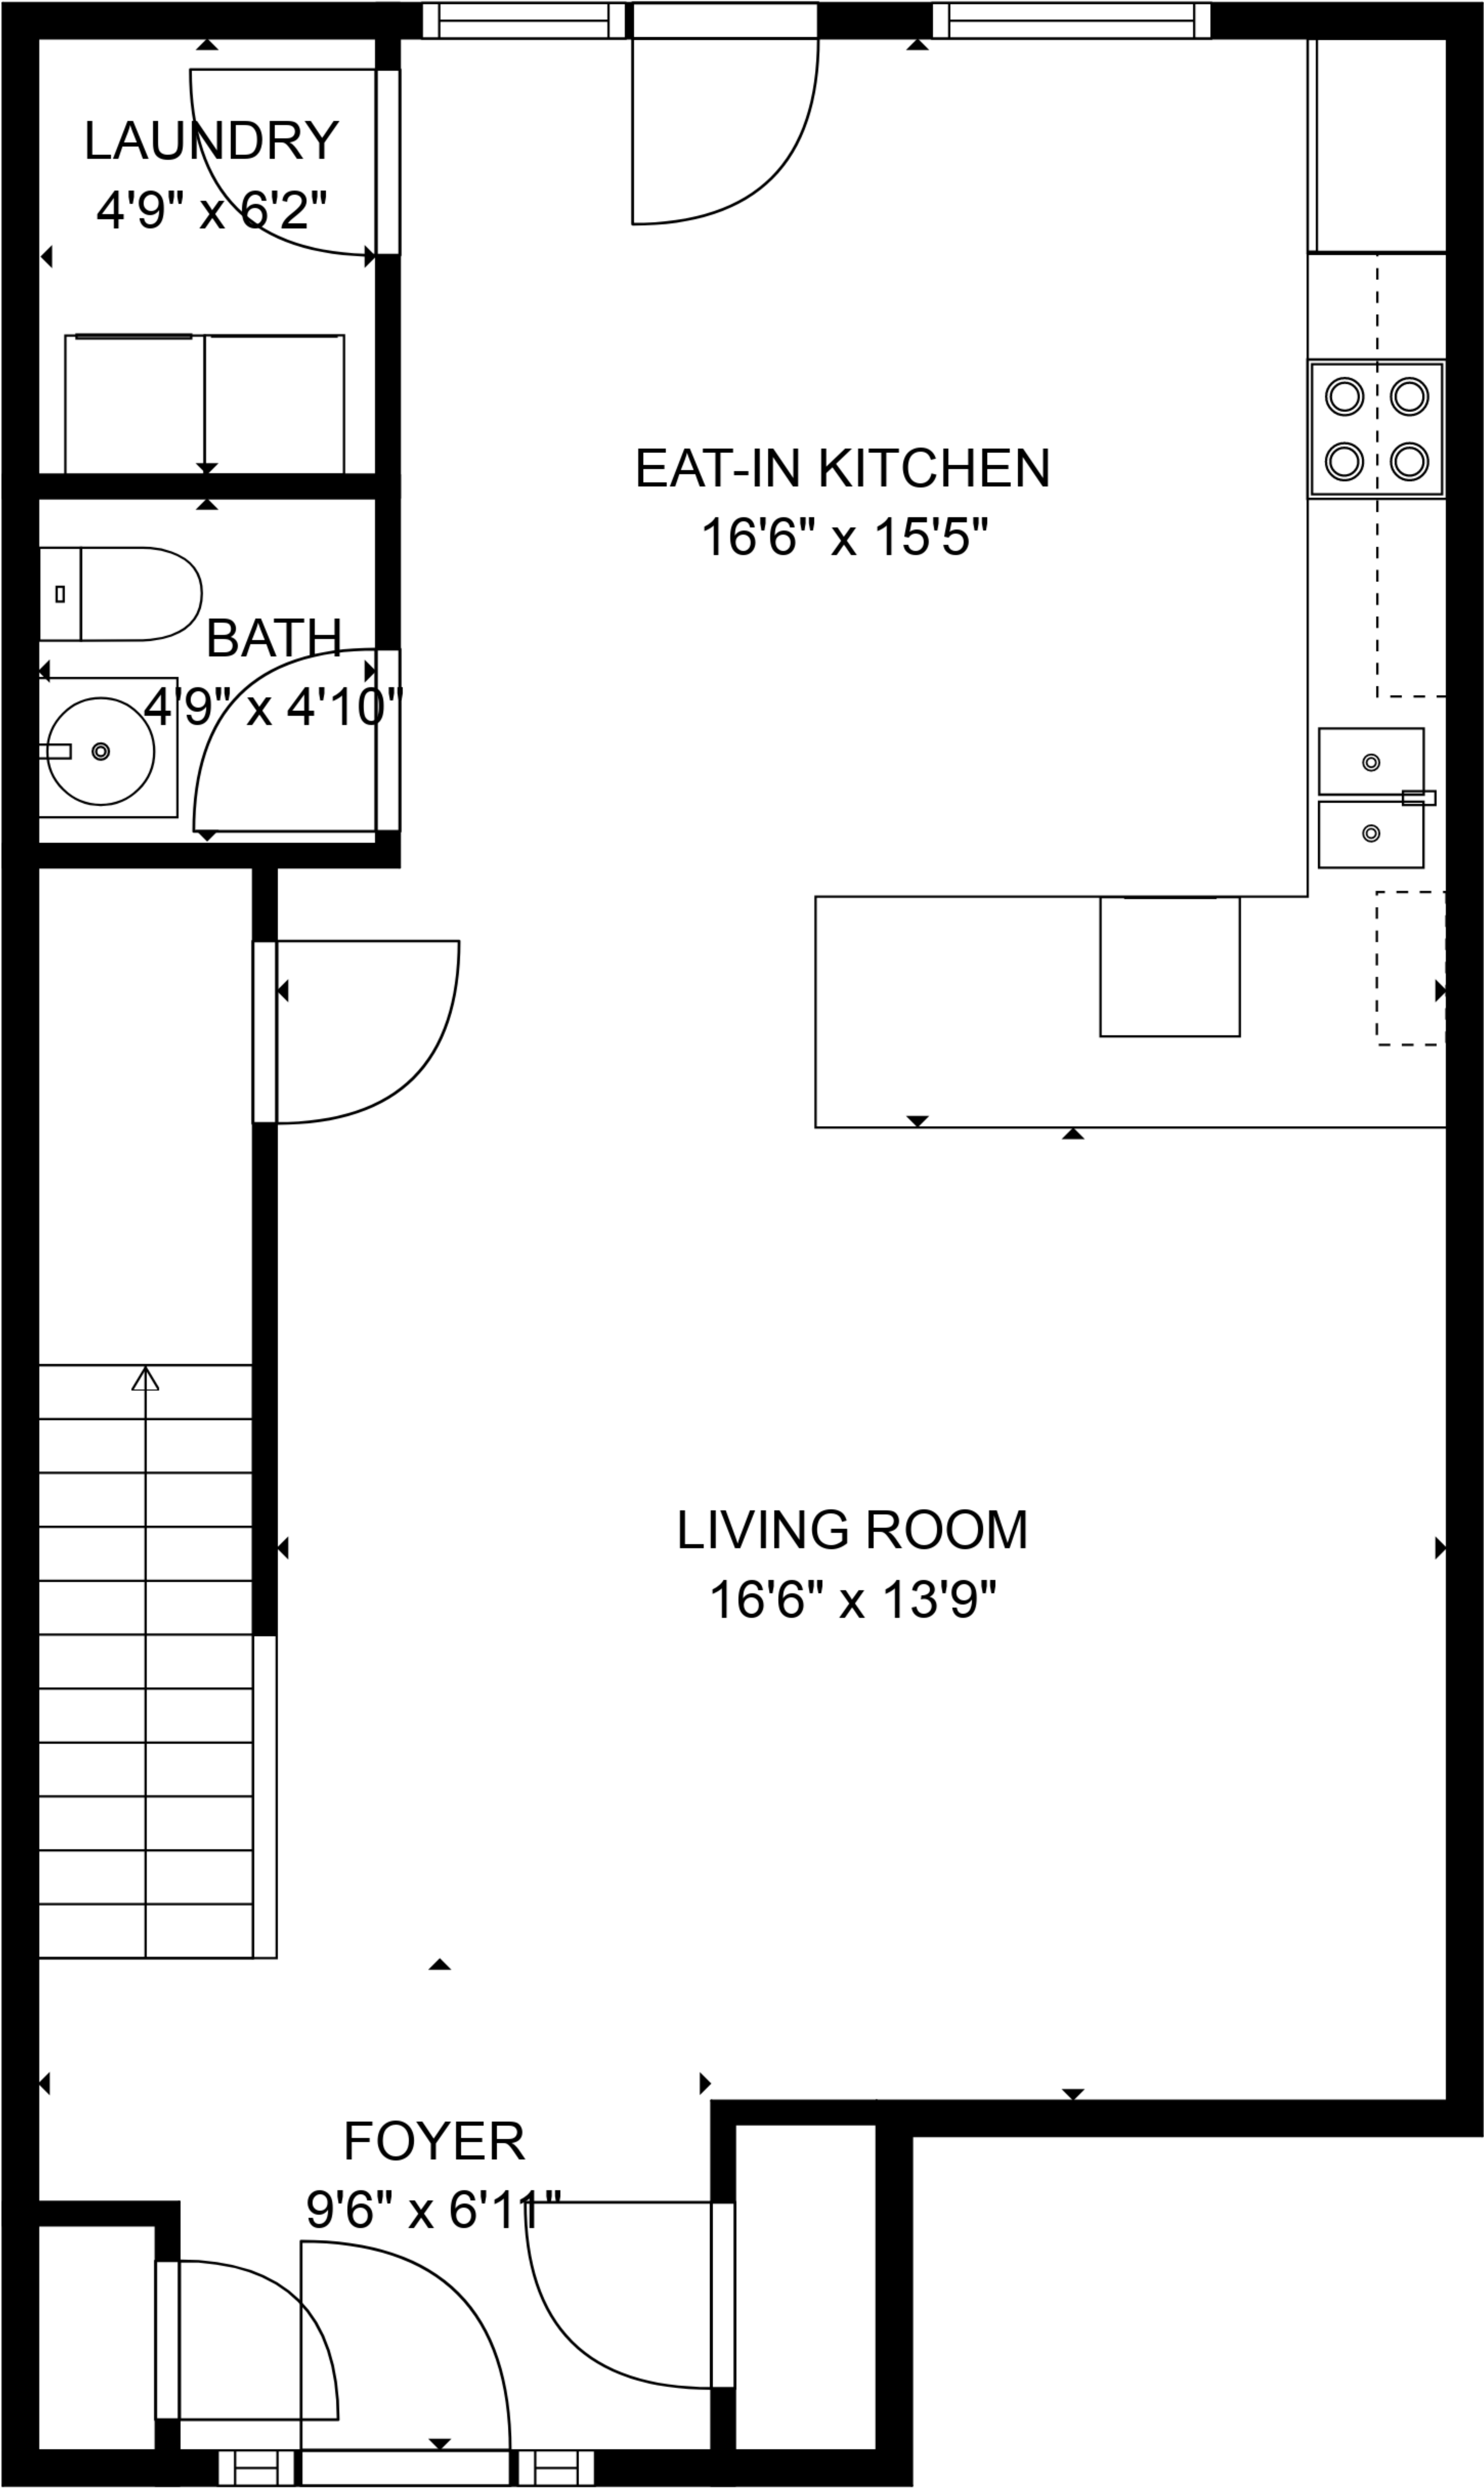 LAUNDRY
4'9" x 6'2"
EAT-IN KITCHEN
16'6" x 15'5"
BATH
4'9" x 4'10"
LIVING ROOM
16'6" x 13'9"
FOYER
9'6" x 6'11"